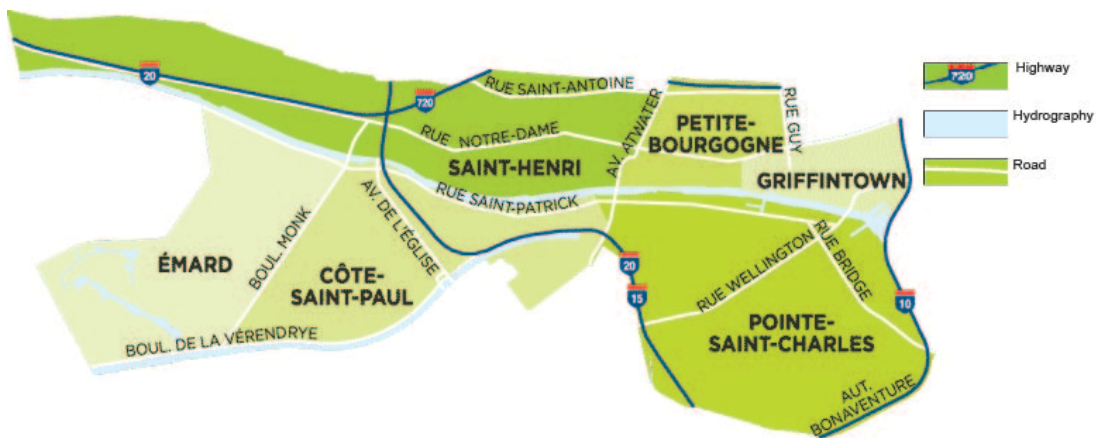 20
720
RUE SAINT-ANTOINE
RUE NOTRE-DAME
SAINT-HENRI
AV. ATWATER
PETITE-
BOURGOGNE
RUE GUY
GRIFFINTOWN
RUE SAINT-PATRICK
AV. DE L'ÉGLISE
BOUL. MONK
ÉMARD
CÔTE-
SAINT-PAUL
BOUL. DE LA VÉRENDRYE
20
15
RUE WELLINGTON
RUE BRIDGE
10
POINTE-
SAINT-CHARLES
AUT.
BONAVENTURE
720
Highway
Hydrography
Road